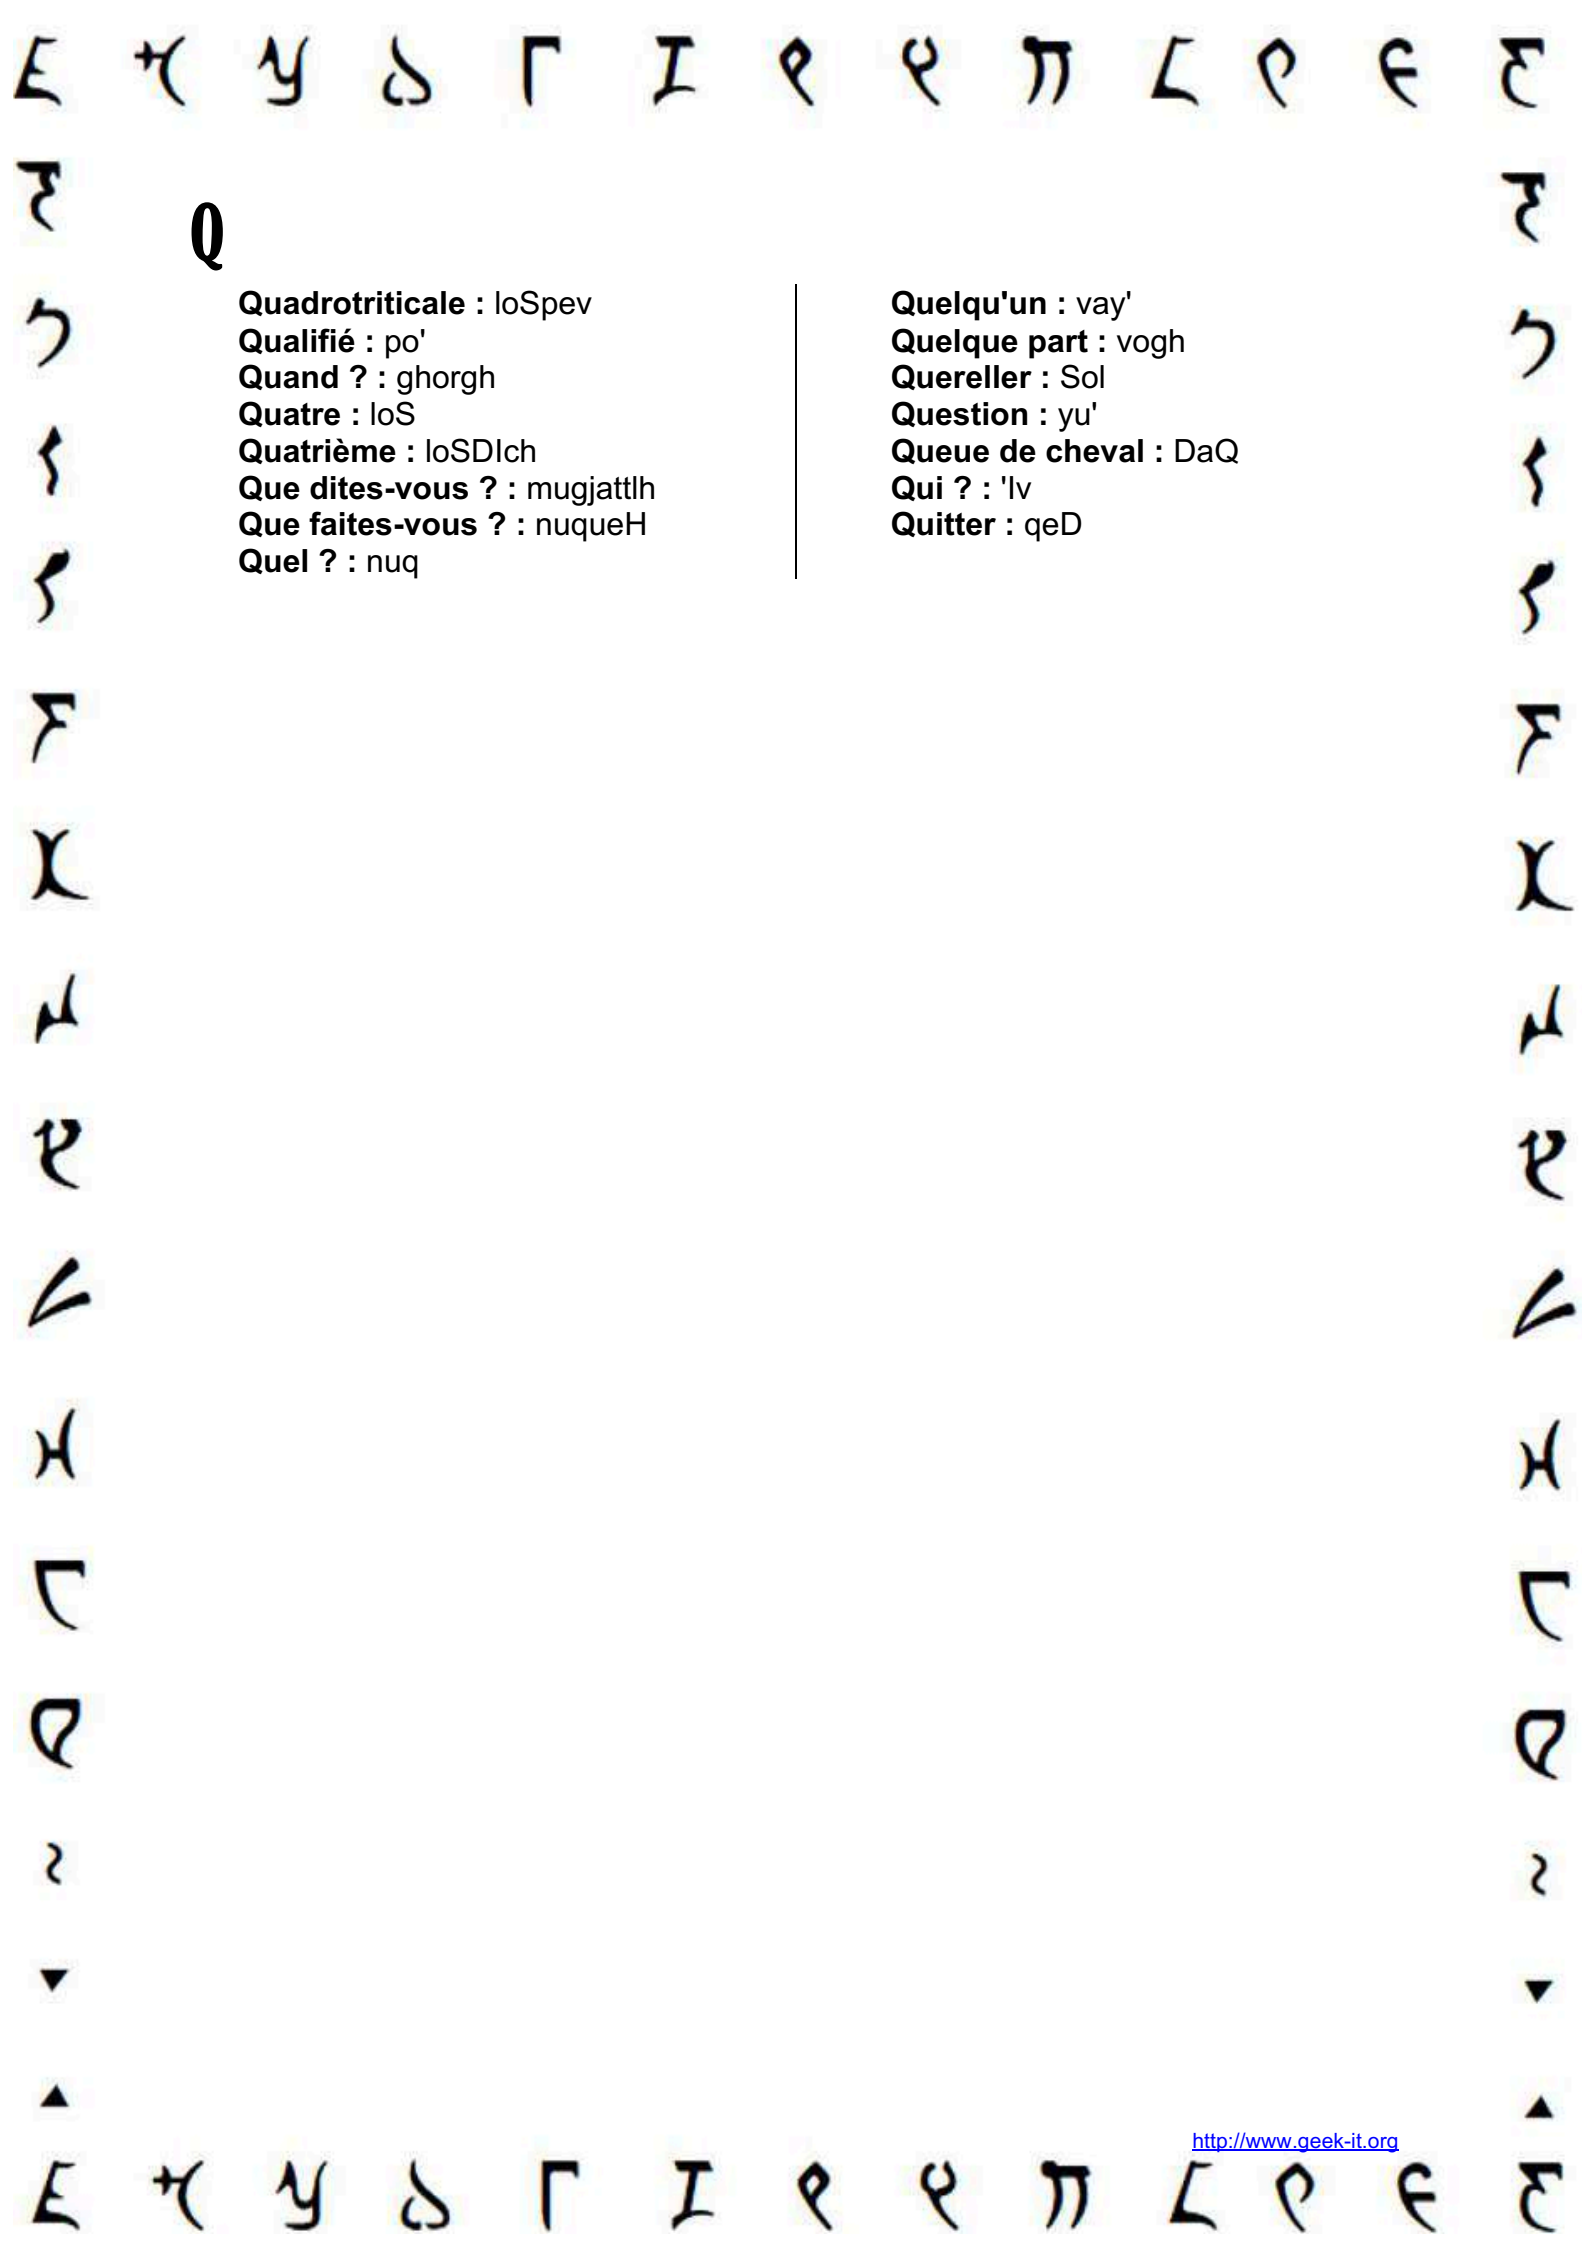 Q
Quadrotriticale : loSpev
Qualifié : po'
Quand ? : ghorgh
Quatre : loS
Quatrième : loSDIch
Que dites-vous ? : mugjattlh
Que faites-vous ? : nuqueH
Quel ? : nuq
Quelqu'un : vay'
Quelque part : vogh
Quereller : Sol
Question : yu'
Queue de cheval : DaQ
Qui ? : 'Iv
Quitter : qeD
http://www.geek-it.org